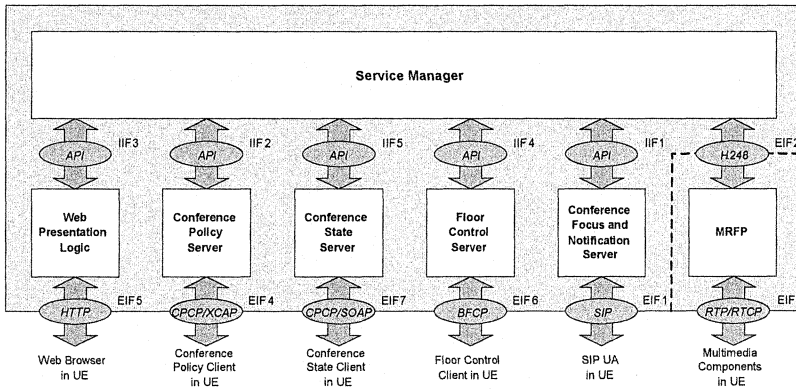 Service Manager
IIF3
IIF2
IIF5
IIF4
IIF1
EIF2
API
API
API
API
API
H.248
Web
Presentation
Logic
Conference
Policy
Server
Conference
State
Server
Floor
Control
Server
Conference
Focus and
Notification
Server
MRFP
EIF5
EIF4
EIF7
EIF6
EIF1
EIF
HTTP
CPCP/XCAP
CPCP/SOAP
BFCP
SIP
RTP/RTCP
Web Browser
in UE
Conference
Policy Client
in UE
Conference
State Client
in UE
Floor Control
Client in UE
SIP UA
in UE
Multimedia
Components
in UE